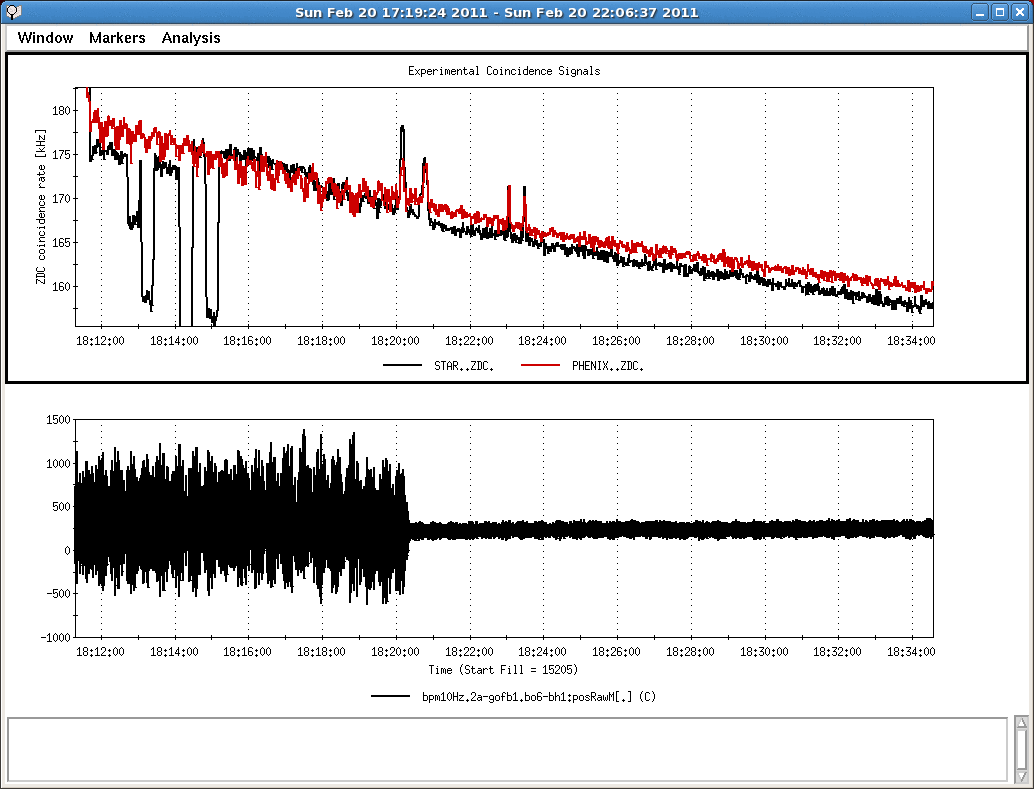 Sun Feb 20 17:19:24 2011 - Sun Feb 20 22:06:37 2011
Window Markers Analysis
Experimental Coincidence Signals
ZDC coincidence rate [kHz]
180
175
170
165
160
18:12:00 18:14:00 18:16:00 18:18:00 18:20:00 18:22:00 18:24:00 18:26:00 18:28:00 18:30:00 18:32:00 18:34:00
STAR..ZDC. PHENIX..ZDC.
1500
1000
500
0
-500
-1000
18:12:00 18:14:00 18:16:00 18:18:00 18:20:00 18:22:00 18:24:00 18:26:00 18:28:00 18:30:00 18:32:00 18:34:00
Time (Start Fill = 15205)
bpm10Hz.2a-gofb1.bo6-bh1:posRawM[.] (C)